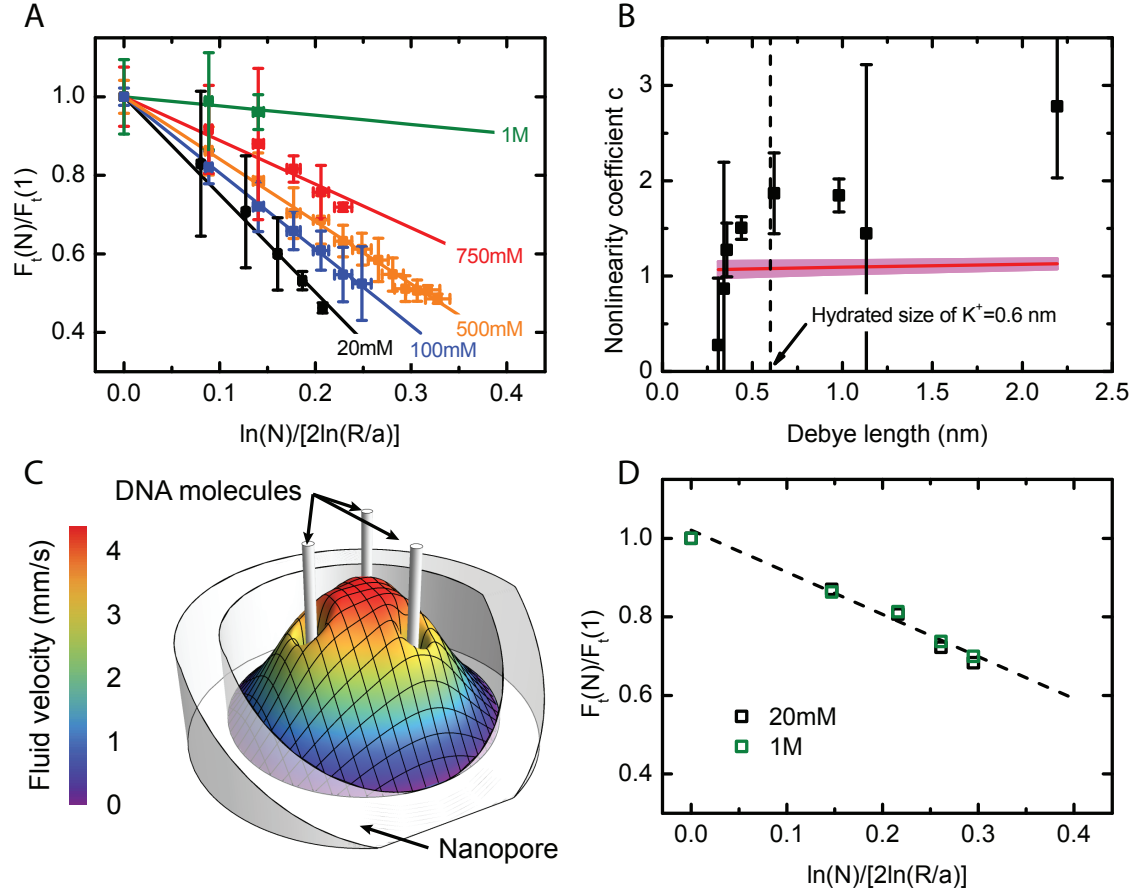 A
F_t(N)/F_t(1)
1.0
0.8
0.6
0.4
1M
750mM
500mM
20mM
100mM
0.0 0.1 0.2 0.3 0.4
ln(N)/[2ln(R/a)]
B
Nonlinearity coefficient c
3
2
1
0
Hydrated size of K⁺=0.6 nm
0.0 0.5 1.0 1.5 2.0 2.5
Debye length (nm)
C
DNA molecules
Fluid velocity (mm/s)
4
3
2
1
0
Nanopore
D
F_t(N)/F_t(1)
1.0
0.8
0.6
0.4
20mM
1M
0.0 0.1 0.2 0.3 0.4
ln(N)/[2ln(R/a)]